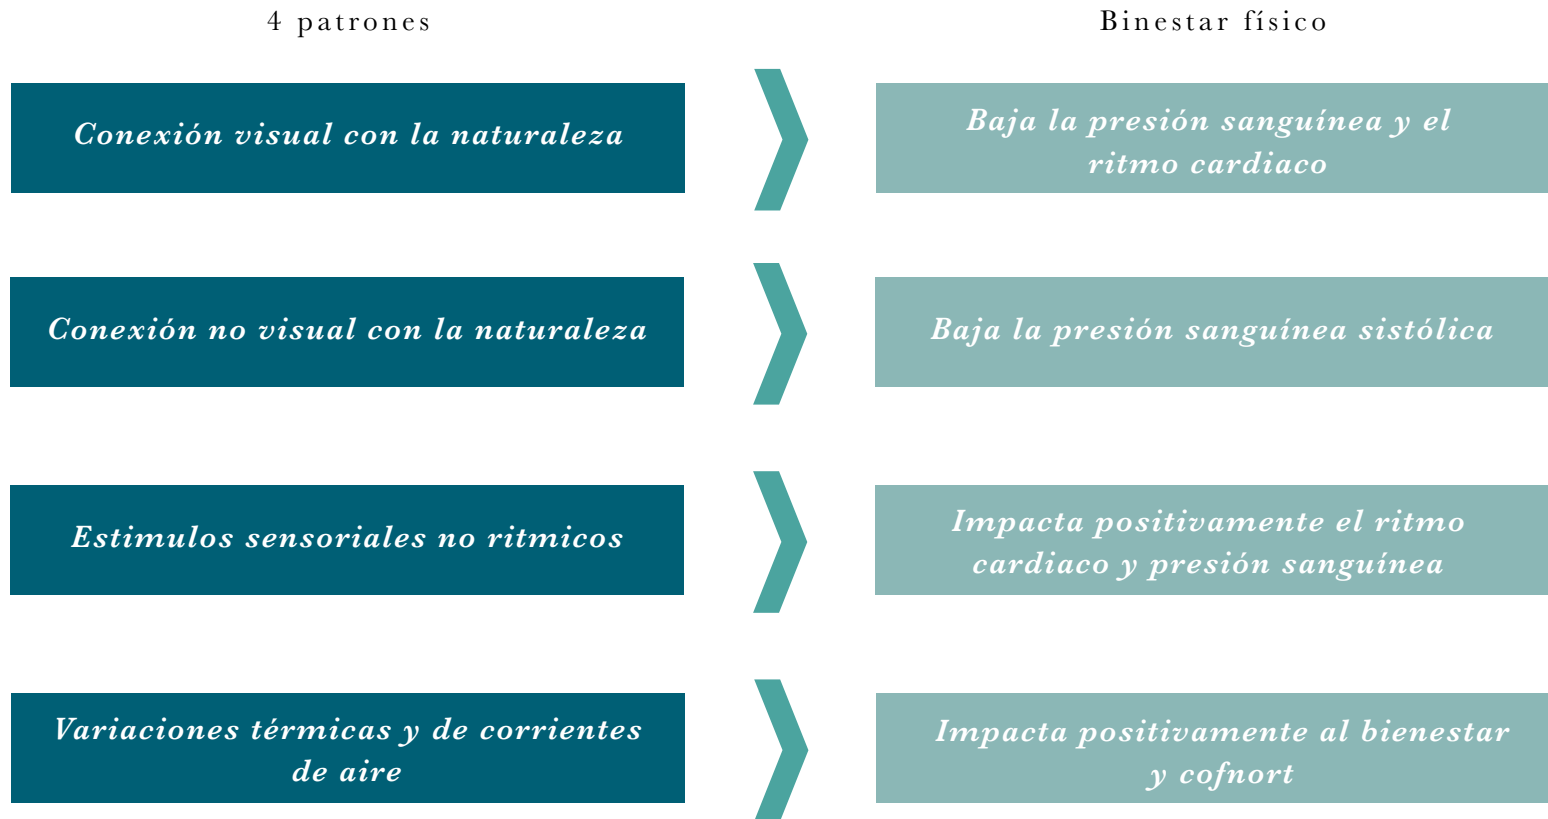 4 patrones
Binestar físico
Conexión visual con la naturaleza
Baja la presión sanguínea y el
ritmo cardiaco
Conexión no visual con la naturaleza
Baja la presión sanguínea sistólica
Estimulos sensoriales no ritmicos
Impacta positivamente el ritmo
cardiaco y presión sanguínea
Variaciones térmicas y de corrientes
de aire
Impacta positivamente al bienestar
y cofnort